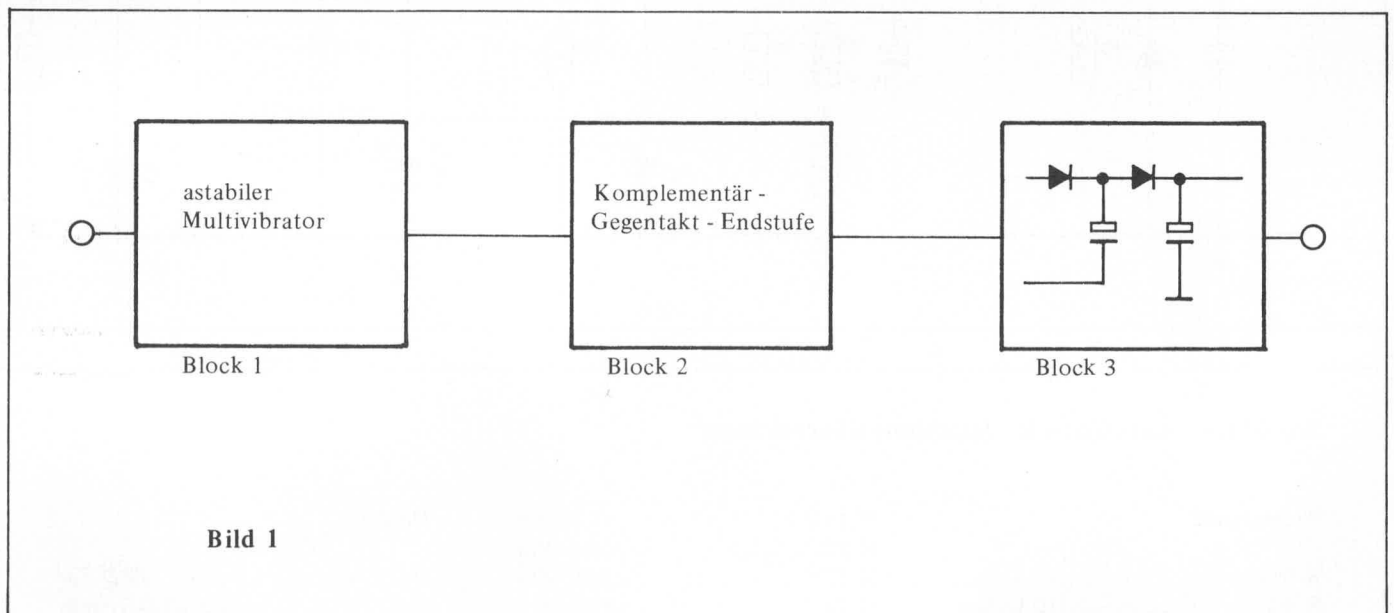 astabiler
Multivibrator
Komplementär -
Gegentakt - Endstufe
Block 1
Block 2
Block 3
Bild 1